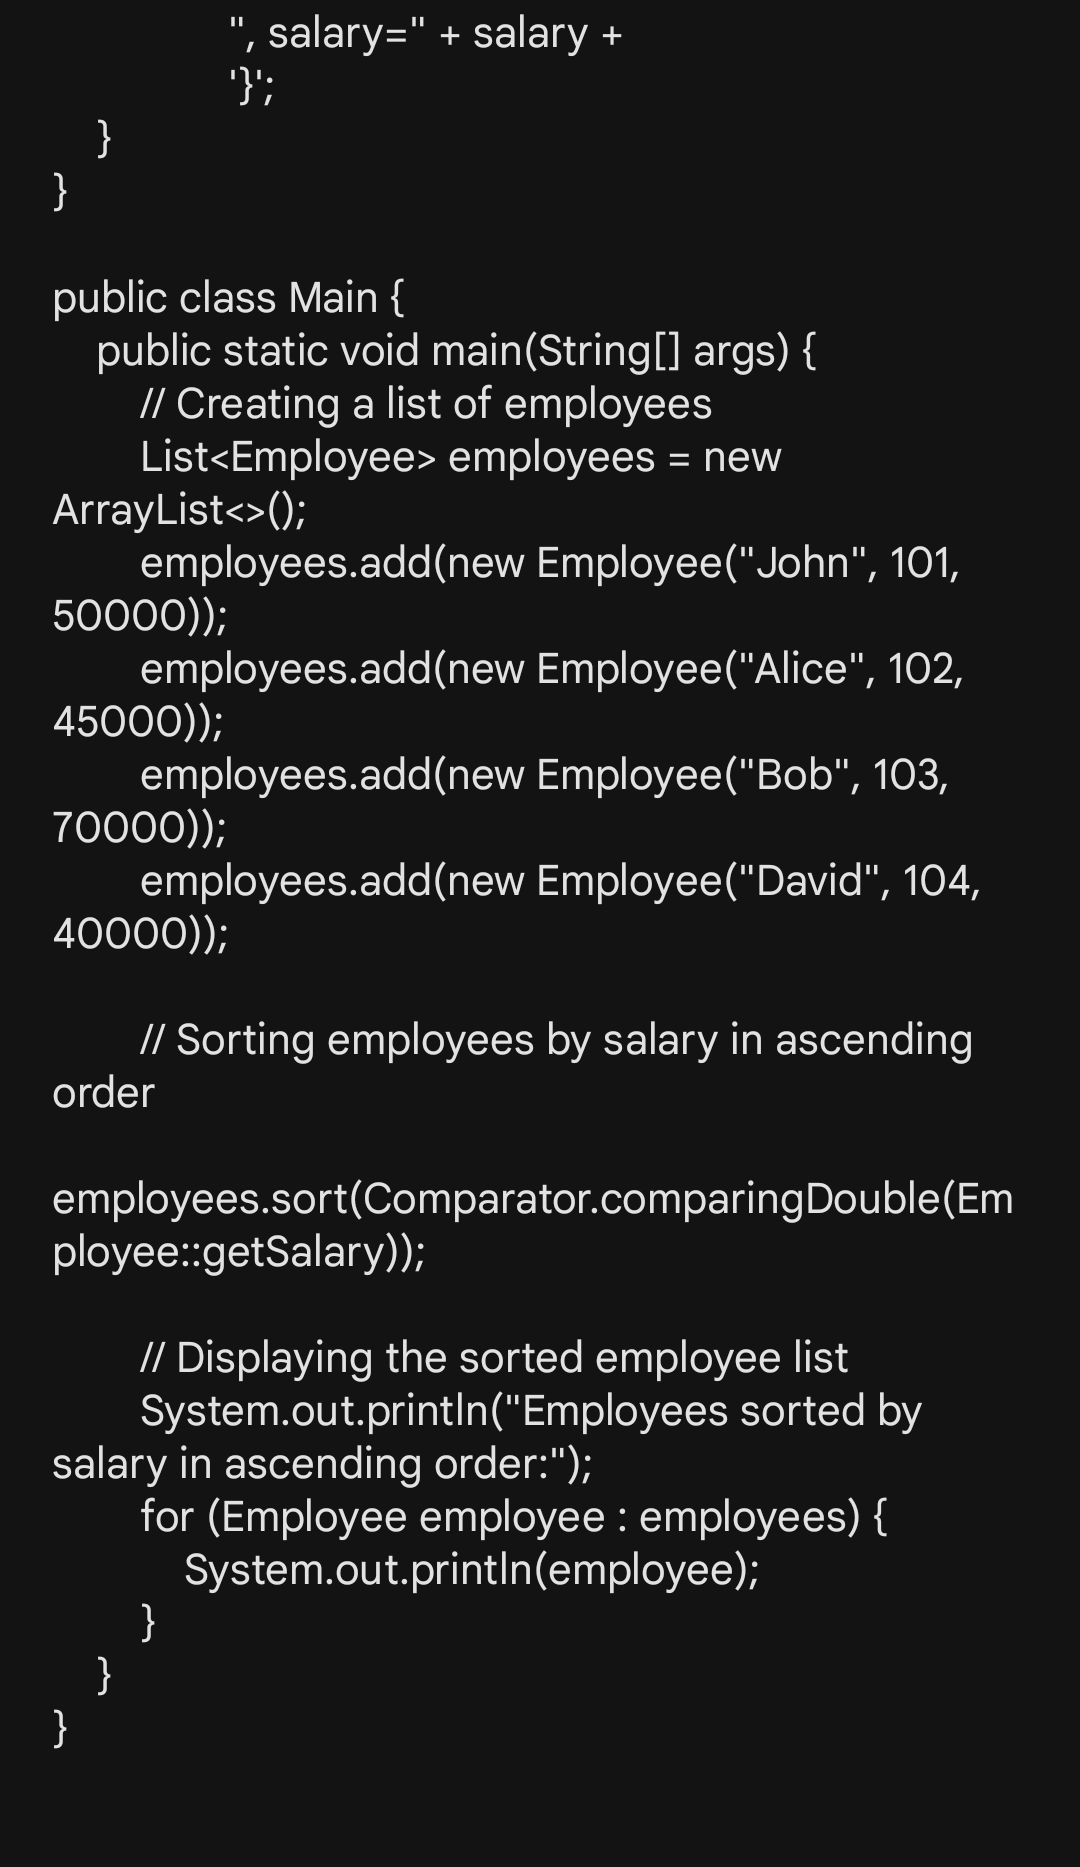 ", salary=" + salary +
'}';
}
}
public class Main {
public static void main(String[] args) {
// Creating a list of employees
List<Employee> employees = new
ArrayList<>();
employees.add(new Employee("John", 101,
50000));
employees.add(new Employee("Alice", 102,
45000));
employees.add(new Employee("Bob", 103,
70000));
employees.add(new Employee("David", 104,
40000));
// Sorting employees by salary in ascending
order
employees.sort(Comparator.comparingDouble(Em
ployee::getSalary));
// Displaying the sorted employee list
System.out.println("Employees sorted by
salary in ascending order:");
for (Employee employee : employees) {
System.out.println(employee);
}
}
}